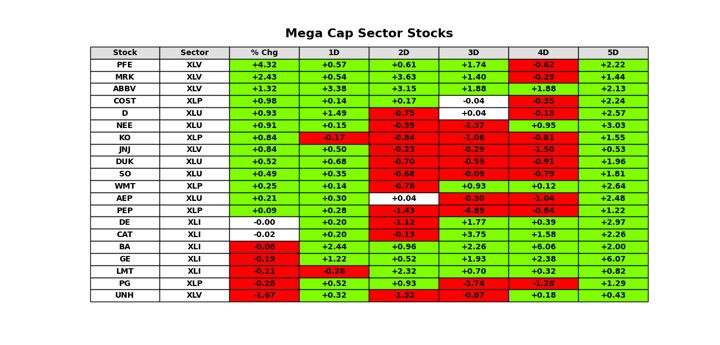 Mega Cap Sector Stocks
Stock Sector % Chg 1D 2D 3D 4D 5D
PFE XLV +4.32 +0.57 +0.61 +1.74 -0.62 +2.22
MRK XLV +2.43 +0.54 +3.63 +1.40 -0.29 +1.44
ABBV XLV +1.32 +3.38 +3.15 +1.88 +1.88 +2.13
COST XLP +0.98 +0.14 +0.17 -0.04 -0.35 +2.24
D XLU +0.93 +1.49 -0.75 +0.04 -0.13 +2.57
NEE XLU +0.91 +0.15 -0.39 -1.37 +0.95 +3.03
KO XLP +0.84 -0.17 -0.84 -1.06 -0.81 +1.55
JNJ XLV +0.84 +0.50 -0.23 -0.29 -1.50 +0.53
DUK XLU +0.52 +0.68 -0.70 -0.59 -0.91 +1.96
SO XLU +0.49 +0.35 -0.68 -0.09 -0.79 +1.81
WMT XLP +0.25 +0.14 -0.78 +0.93 +0.12 +2.64
AEP XLU +0.21 +0.30 +0.04 -0.30 -1.04 +2.48
PEP XLP +0.09 +0.28 -1.43 -4.89 -0.84 +1.22
DE XLI -0.00 +0.20 -1.12 +1.77 +0.39 +2.97
CAT XLI -0.02 +0.20 -0.13 +3.75 +1.58 +2.26
BA XLI -0.06 +2.44 +0.96 +2.26 +6.06 +2.00
GE XLI -0.19 +1.22 +0.52 +1.93 +2.38 +6.07
LMT XLI -0.21 -0.28 +2.32 +0.70 +0.32 +0.82
PG XLP -0.28 +0.52 +0.93 -3.74 -1.28 +1.29
UNH XLV -1.67 +0.32 -1.32 -0.87 +0.18 +0.43